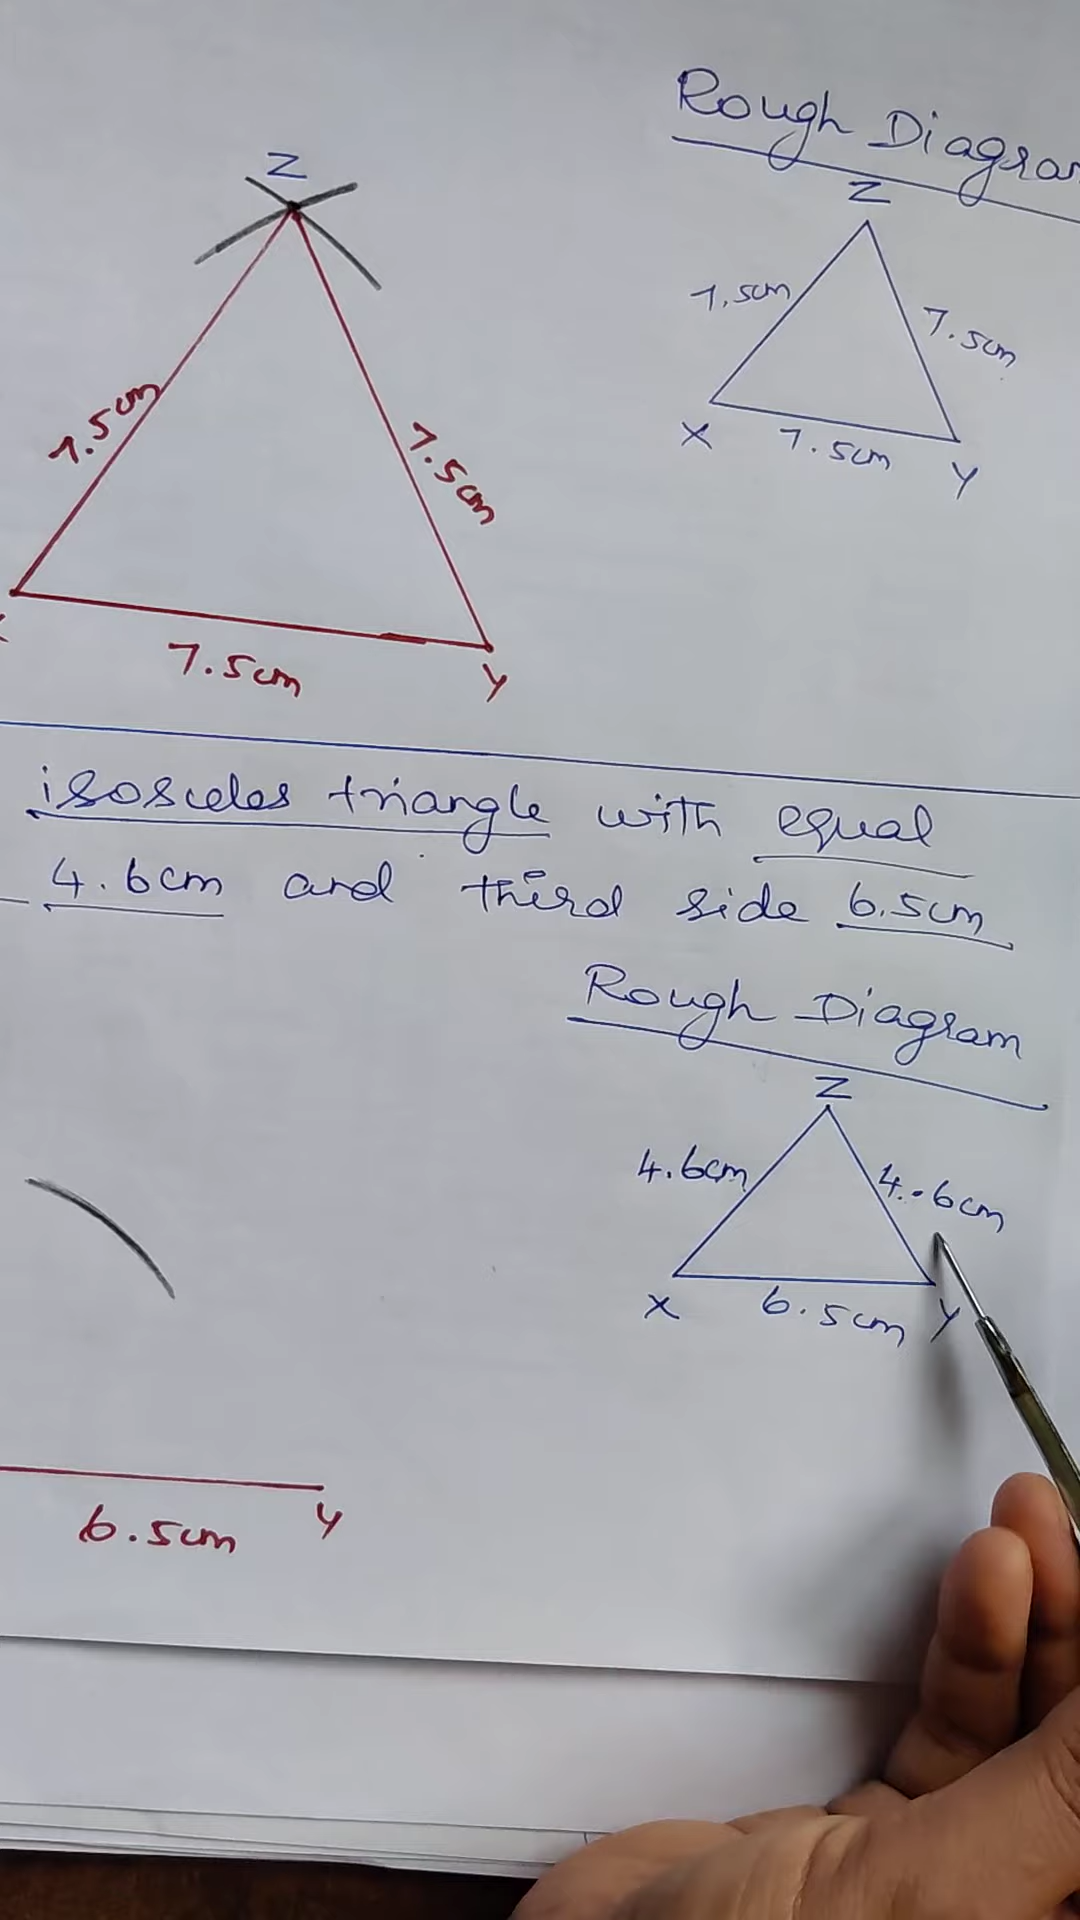 Rough Diagram
Z
Z
7.5cm
7.5cm
7.5cm
7.5cm
X
7.5cm
Y
7.5cm
Y
isosceles triangle with equal
4.6cm and third side 6.5cm
Rough Diagram
Z
4.6cm
4.6cm
X
6.5cm
Y
6.5cm
Y